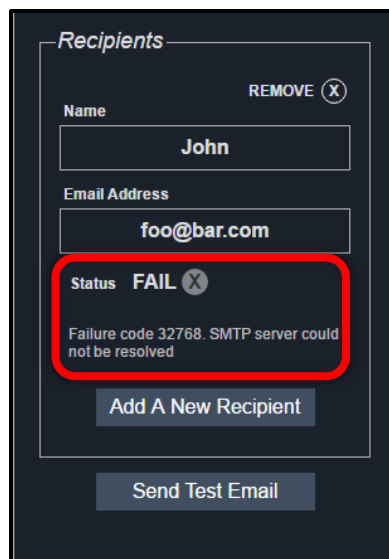 Recipients
REMOVE X
Name
John
Email Address
foo@bar.com
Status FAIL X
Failure code 32768. SMTP server could
not be resolved
Add A New Recipient
Send Test Email